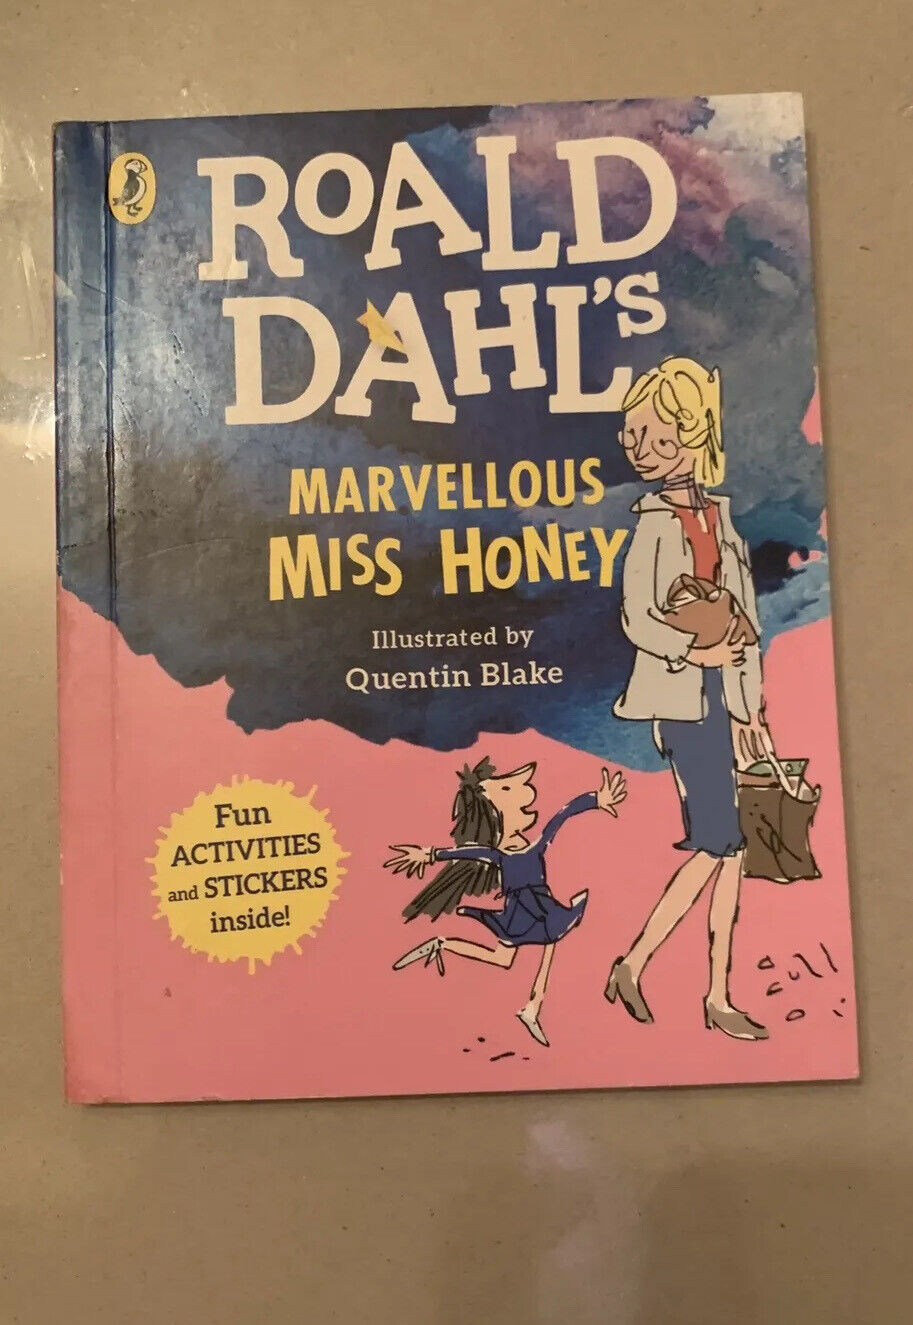 ROALD
DAHL'S
MARVELLOUS
MISS HONEY
Illustrated by
Quentin Blake
Fun
ACTIVITIES
and STICKERS
inside!